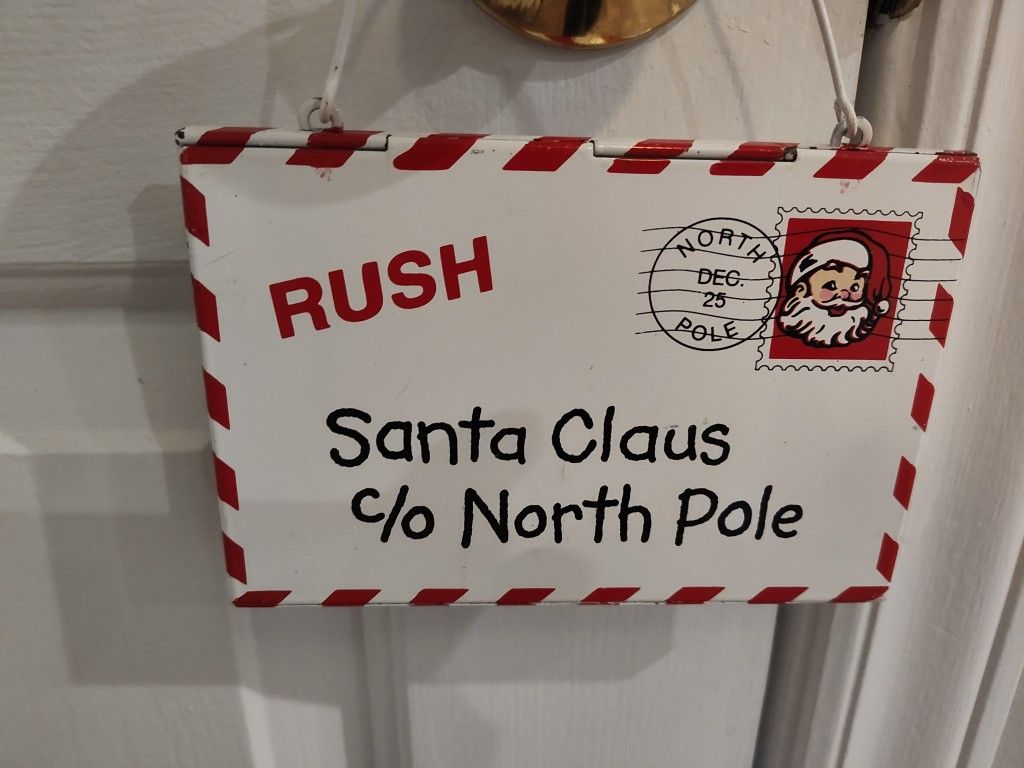 RUSH
NORTH
DEC.
25
POLE
Santa Claus
c/o North Pole